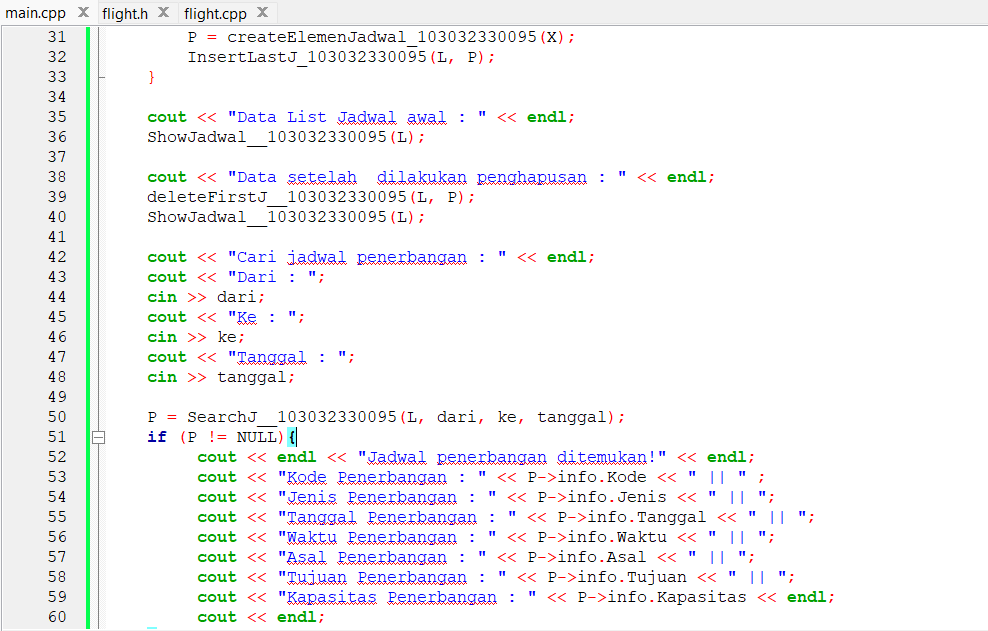 main.cpp X flight.h X flight.cpp X
31 P = createElemenJadwal_103032330095(X);
32 InsertLastJ_103032330095(L, P);
33 }
34
35 cout << "Data List Jadwal awal : " << endl;
36 ShowJadwal__103032330095(L);
37
38 cout << "Data setelah  dilakukan penghapusan : " << endl;
39 deleteFirstJ__103032330095(L, P);
40 ShowJadwal__103032330095(L);
41
42 cout << "Cari jadwal penerbangan : " << endl;
43 cout << "Dari : ";
44 cin >> dari;
45 cout << "Ke : ";
46 cin >> ke;
47 cout << "Tanggal : ";
48 cin >> tanggal;
49
50 P = SearchJ__103032330095(L, dari, ke, tanggal);
51 if (P != NULL){
52 cout << endl << "Jadwal penerbangan ditemukan!" << endl;
53 cout << "Kode Penerbangan : " << P->info.Kode << " || " ;
54 cout << "Jenis Penerbangan : " << P->info.Jenis << " || ";
55 cout << "Tanggal Penerbangan : " << P->info.Tanggal << " || ";
56 cout << "Waktu Penerbangan : " << P->info.Waktu << " || ";
57 cout << "Asal Penerbangan : " << P->info.Asal << " || ";
58 cout << "Tujuan Penerbangan : " << P->info.Tujuan << " || ";
59 cout << "Kapasitas Penerbangan : " << P->info.Kapasitas << endl;
60 cout << endl;